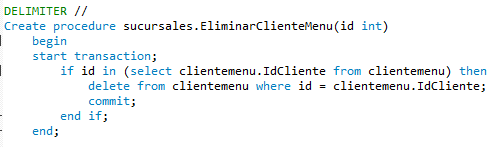 DELIMITER //
Create procedure sucursales.EliminarClienteMenu(id int)
begin
start transaction;
if id in (select clientemenu.IdCliente from clientemenu) then
delete from clientemenu where id = clientemenu.IdCliente;
commit;
end if;
end;